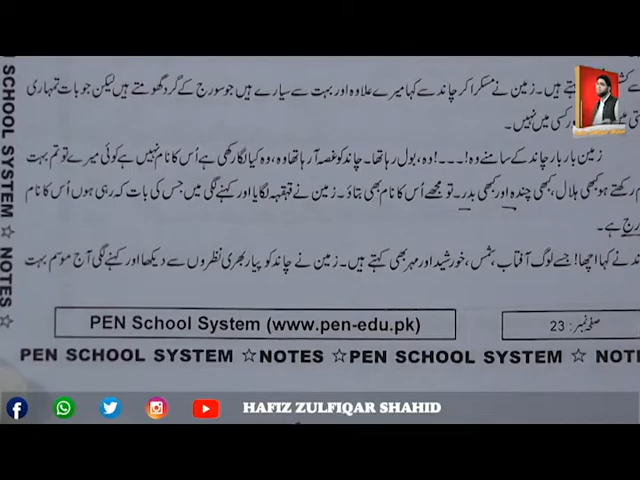 کہتے ہیں۔ زمین نے مسکرا کر چاند سے کہا میرے علاوہ اور بہت سے سیارے ہیں جو سورج کے گرد گھومتے ہیں لیکن جو بات تمہاری
کسی میں نہیں۔
زمین بار بار چاند کے سامنے وہ!۔۔۔! وہ، بول رہا تھا۔ چاند کو غصہ آ رہا تھا وہ، وہ کیا لگا رکھی ہے اُس کا نام نہیں ہے کوئی میرے تو تم بہت
رکھتے ہو کبھی ہلال، کبھی چندہ اور کبھی بدر۔ تو مجھے اُس کا نام بھی بتاؤ۔ زمین نے قہقہہ لگایا اور کہنے لگی میں جس کی بات کہ رہی ہوں اُس کا نام
ہے۔
نے کہا اچھا! جسے لوگ آفتاب، شمس، خورشید اور مہر بھی کہتے ہیں۔ زمین نے چاند کو پیار بھری نظروں سے دیکھا اور کہنے لگی آج موسم بہت
PEN School System (www.pen-edu.pk)
صفحہ نمبر: 23
PEN SCHOOL SYSTEM ☆NOTES ☆PEN SCHOOL SYSTEM ☆ NOT
SCHOOL SYSTEM ☆ NOTES ☆
HAFIZ ZULFIQAR SHAHID